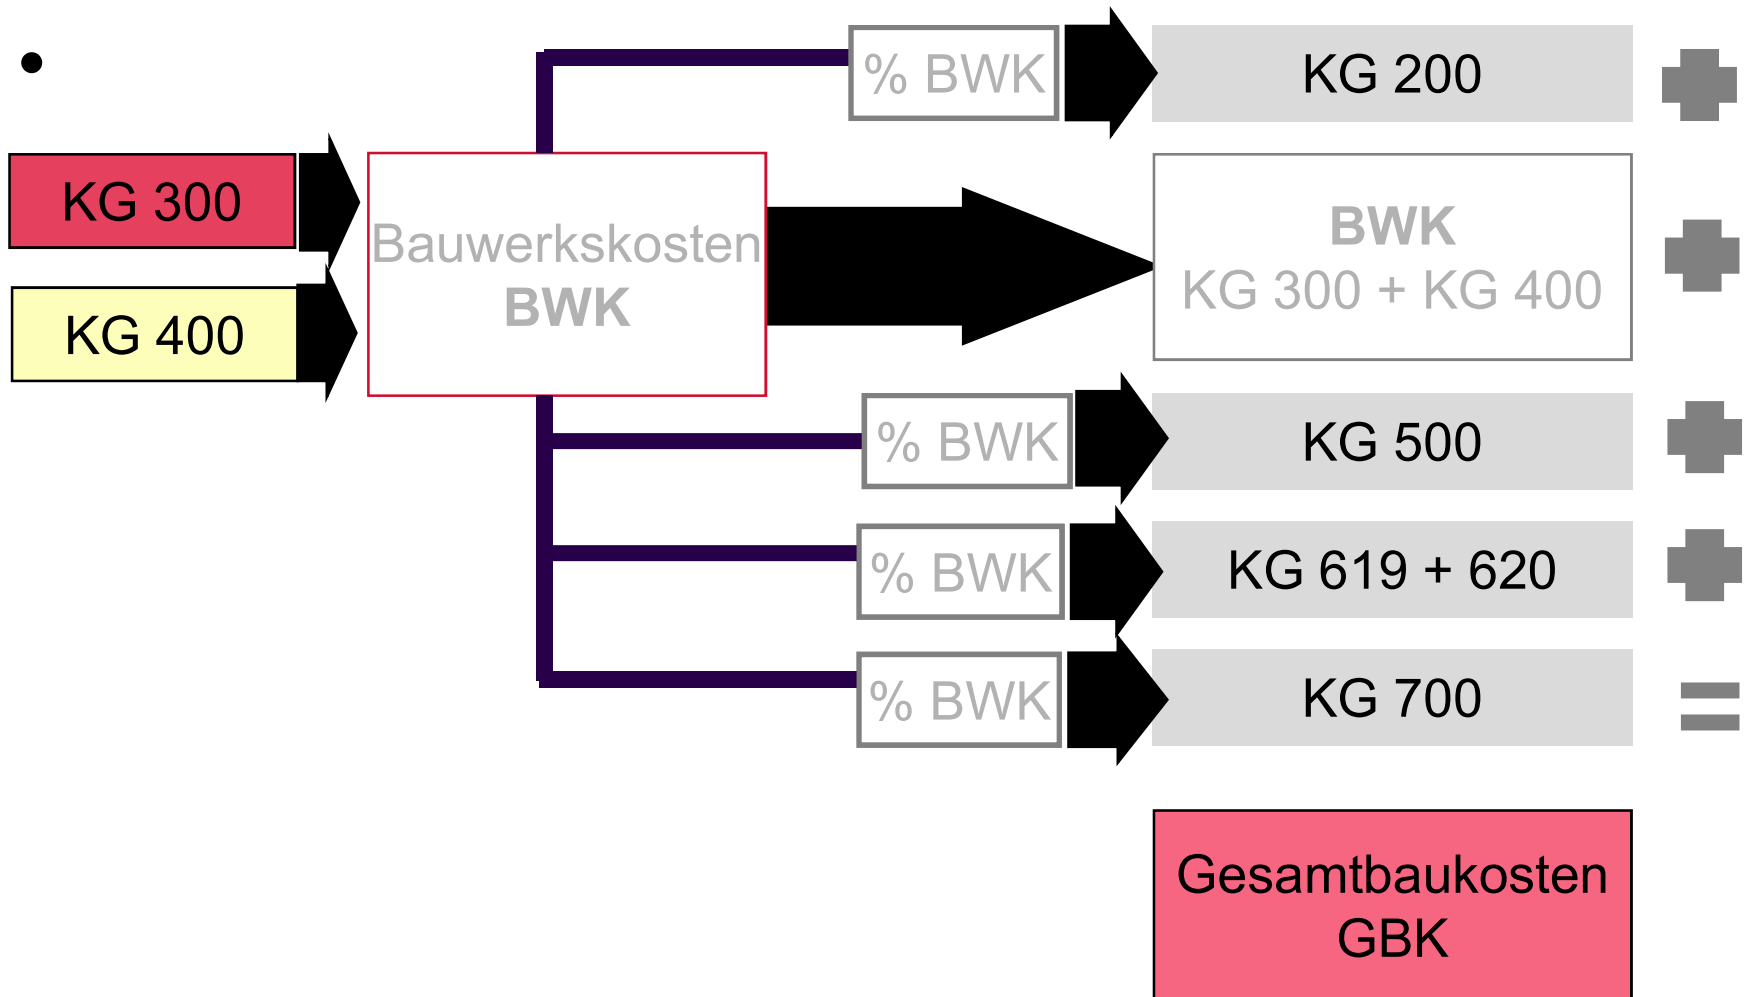 •
% BWK
KG 200
KG 300
KG 400
Bauwerkskosten
BWK
BWK
KG 300 + KG 400
% BWK
KG 500
% BWK
KG 619 + 620
% BWK
KG 700
=
Gesamtbaukosten
GBK